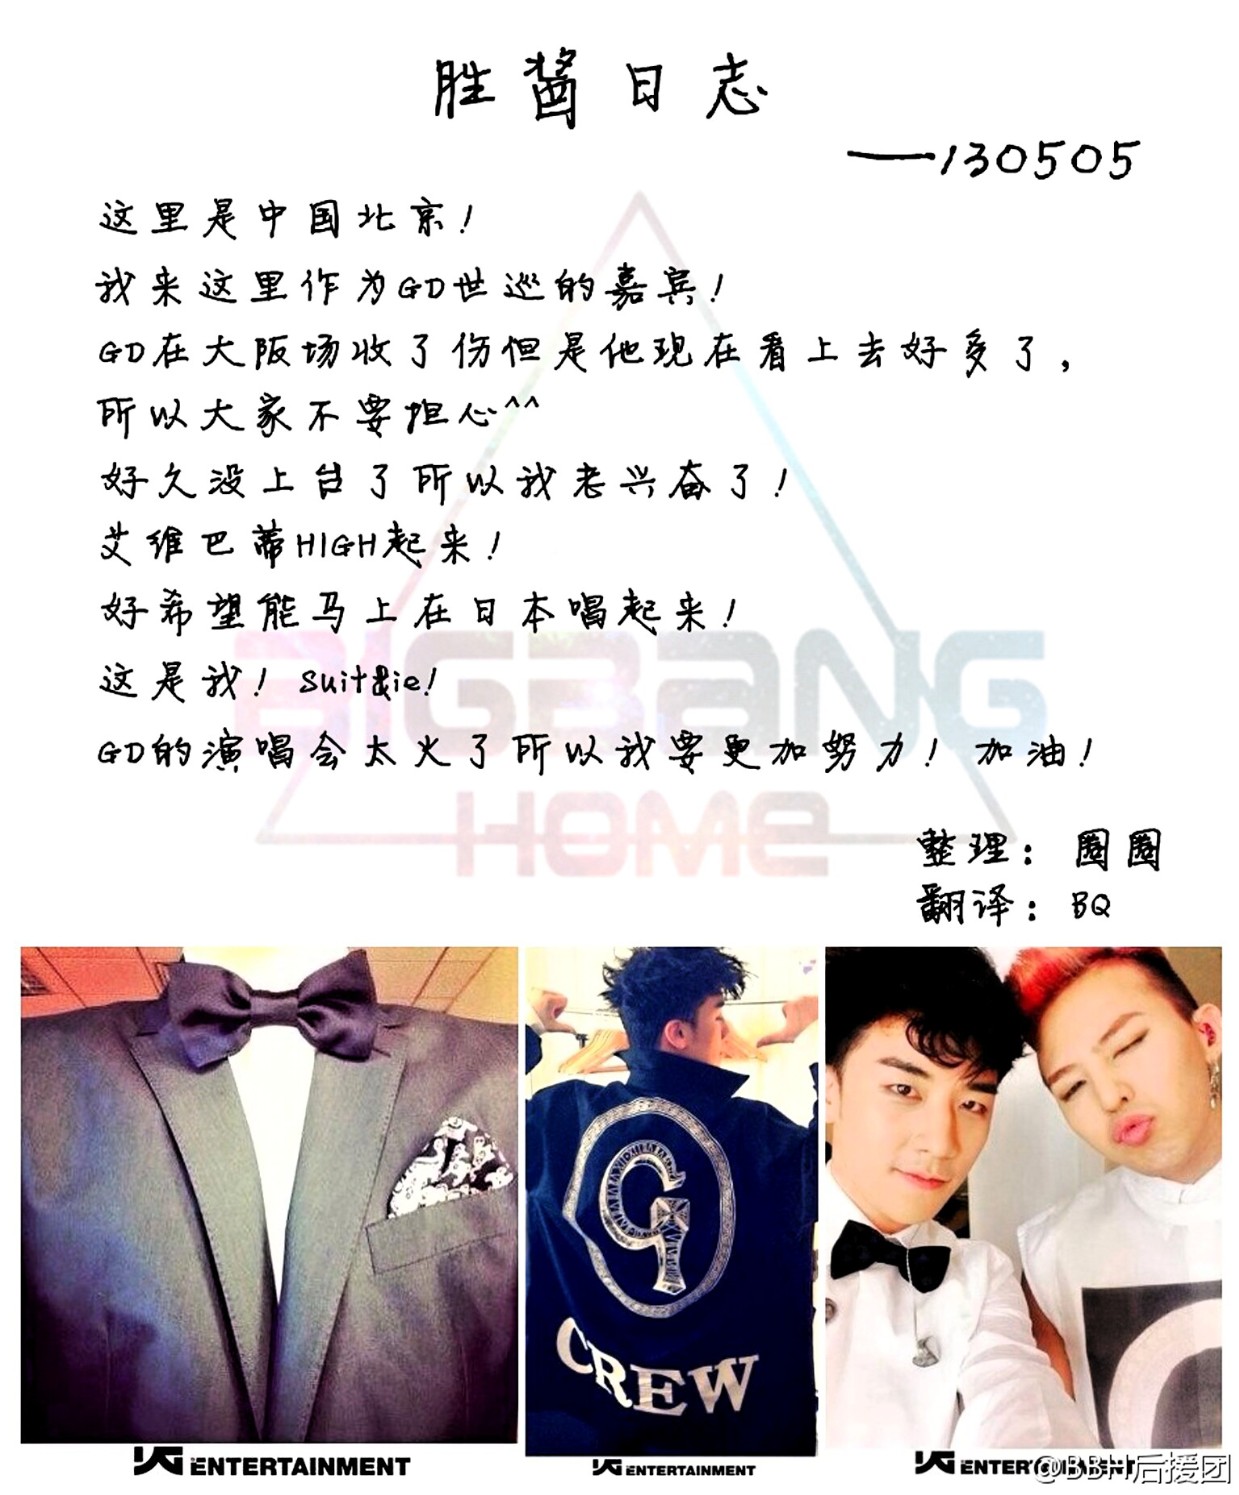 胜酱日志
——130505
这里是中国北京！
我来这里作为GD世巡的嘉宾！
GD在大阪场收了伤但是他现在看上去好多了，
所以大家不要担心^^
好久没上台了所以我老兴奋了！
艾维巴蒂HIGH起来！
好希望能马上在日本唱起来！
这是我！suit&tie！
GD的演唱会太火了所以我要更加努力！加油！
BIGBANG
HOME
整理：圈圈
翻译：BQ
G
CREW
YG ENTERTAINMENT
YG ENTERTAINMENT
YG ENTERTAINMENT
@BBH后援团